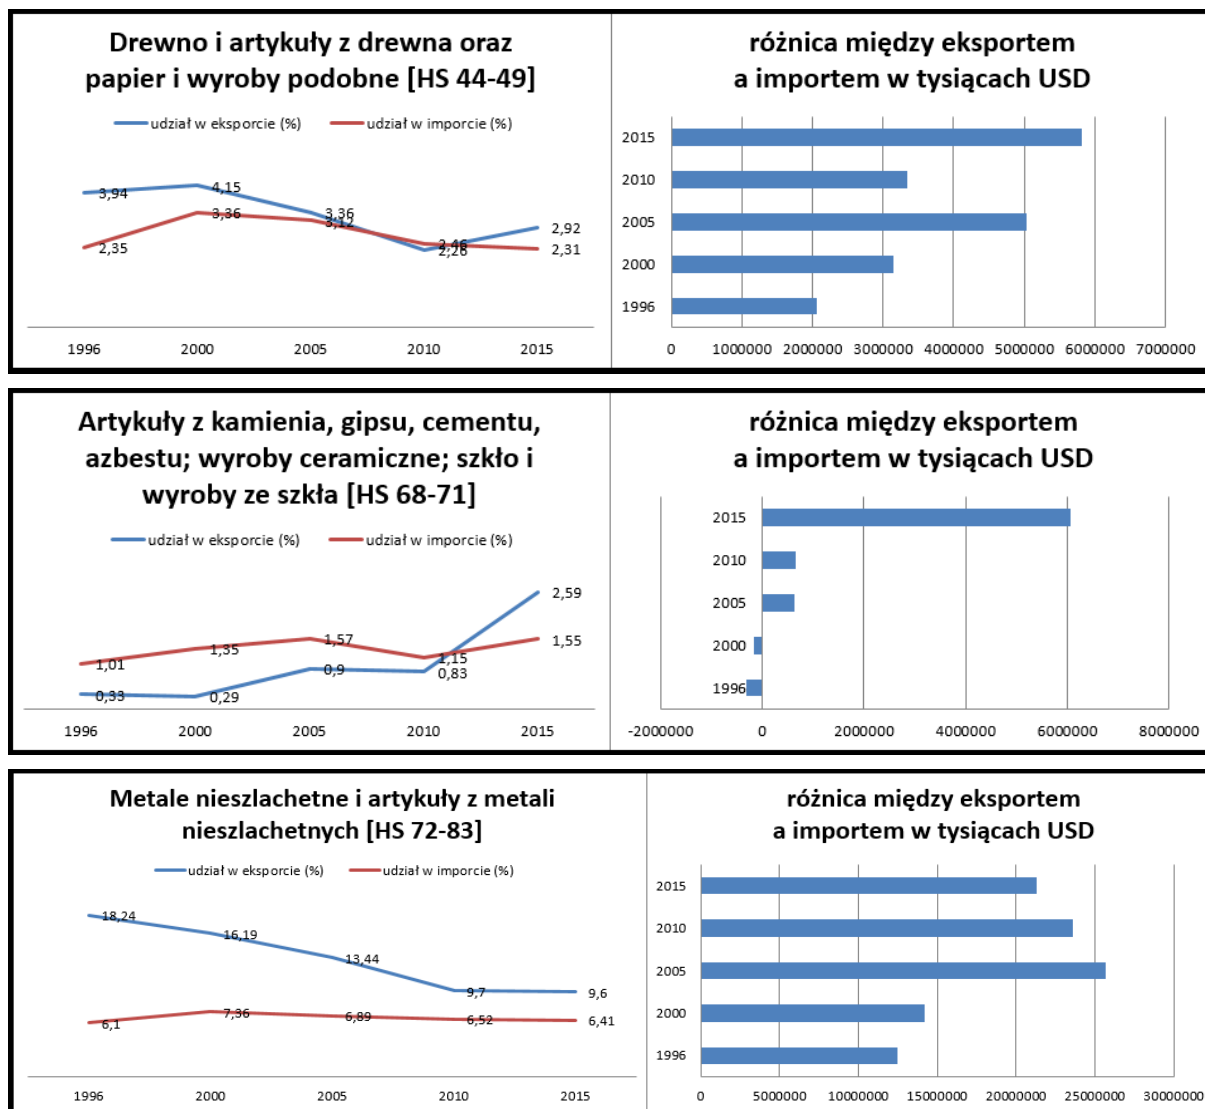 Drewno i artykuły z drewna oraz
papier i wyroby podobne [HS 44-49]
udział w eksporcie (%) udział w imporcie (%)
3,94 4,15 3,36 2,26 2,92
2,35 3,36 3,12 2,46 2,31
1996 2000 2005 2010 2015
różnica między eksportem
a importem w tysiącach USD
2015
2010
2005
2000
1996
0 1000000 2000000 3000000 4000000 5000000 6000000 7000000
Artykuły z kamienia, gipsu, cementu,
azbestu; wyroby ceramiczne; szkło i
wyroby ze szkła [HS 68-71]
udział w eksporcie (%) udział w imporcie (%)
1,01 1,35 1,57 1,15 1,55
0,33 0,29 0,9 0,83 2,59
1996 2000 2005 2010 2015
różnica między eksportem
a importem w tysiącach USD
2015
2010
2005
2000
1996
-2000000 0 2000000 4000000 6000000 8000000
Metale nieszlachetne i artykuły z metali
nieszlachetnych [HS 72-83]
udział w eksporcie (%) udział w imporcie (%)
18,24 16,19 13,44 9,7 9,6
6,1 7,36 6,89 6,52 6,41
1996 2000 2005 2010 2015
różnica między eksportem
a importem w tysiącach USD
2015
2010
2005
2000
1996
0 5000000 10000000 15000000 20000000 25000000 30000000